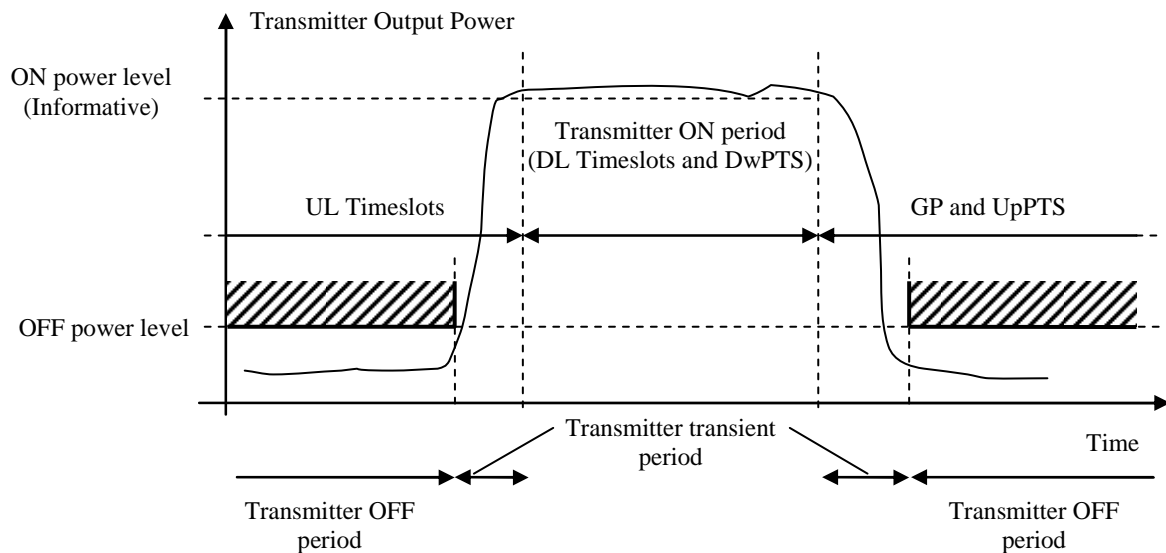 Transmitter Output Power
ON power level
(Informative)
Transmitter ON period
(DL Timeslots and DwPTS)
UL Timeslots
GP and UpPTS
OFF power level
Transmitter transient
period
Time
Transmitter OFF
period
Transmitter OFF
period